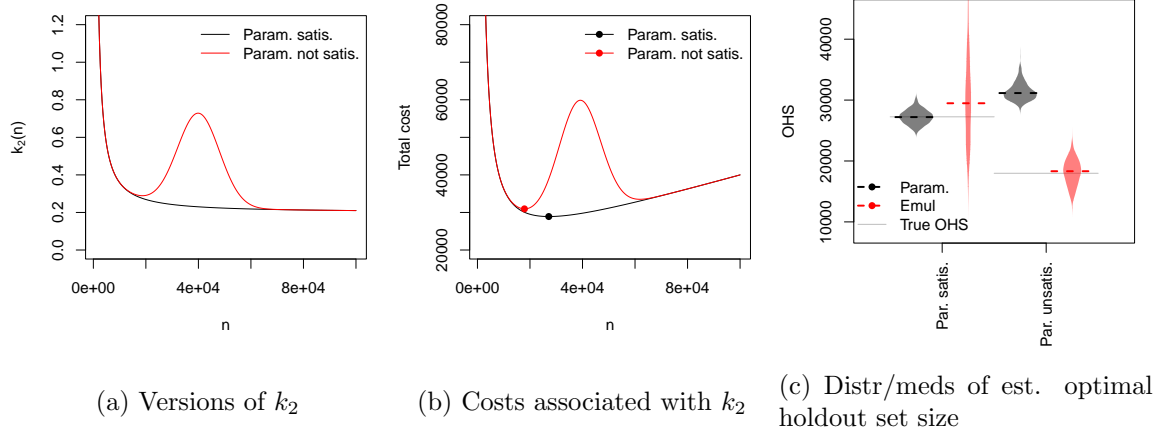 k₂(n)
0.0 0.2 0.4 0.6 0.8 1.0 1.2
Param. satis.
Param. not satis.
0e+00 4e+04 8e+04
n
(a) Versions of k₂
Total cost
20000 40000 60000 80000
Param. satis.
Param. not satis.
0e+00 4e+04 8e+04
n
(b) Costs associated with k₂
OHS
10000 20000 30000 40000
Param.
Emul
True OHS
Par. satis.
Par. unsatis.
(c) Distr/meds of est. optimal
holdout set size